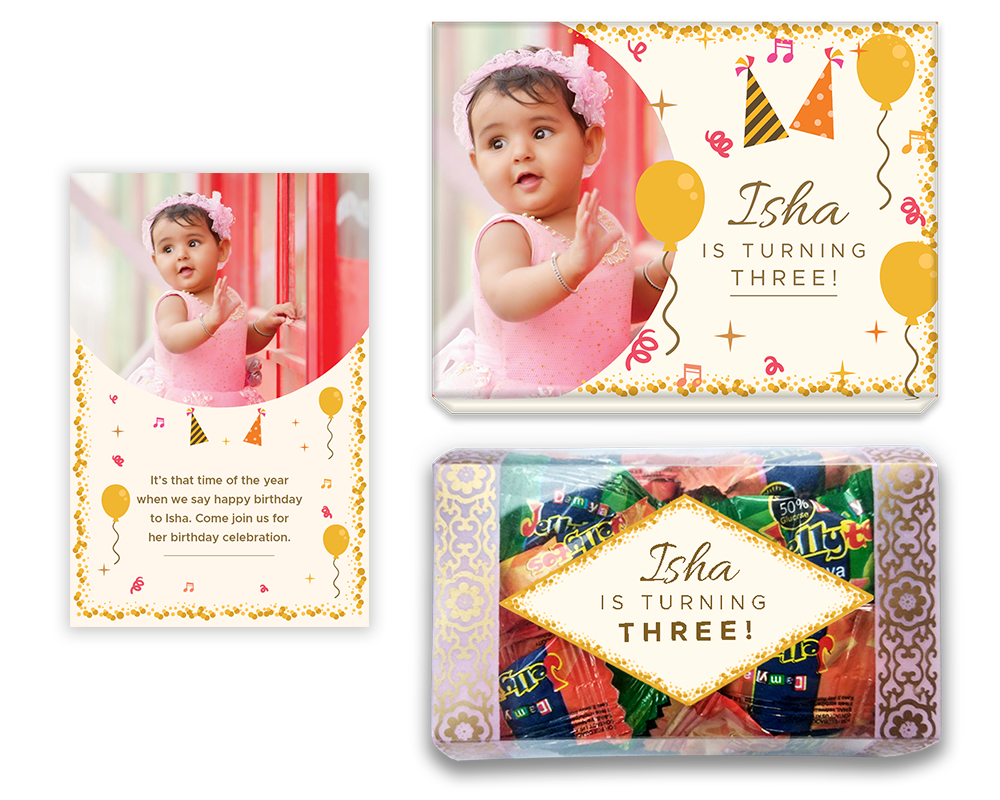 It's that time of the year
when we say happy birthday
to Isha. Come join us for
her birthday celebration.
Isha
IS TURNING
THREE!
50%
Glucose
Isha
IS TURNING
THREE!